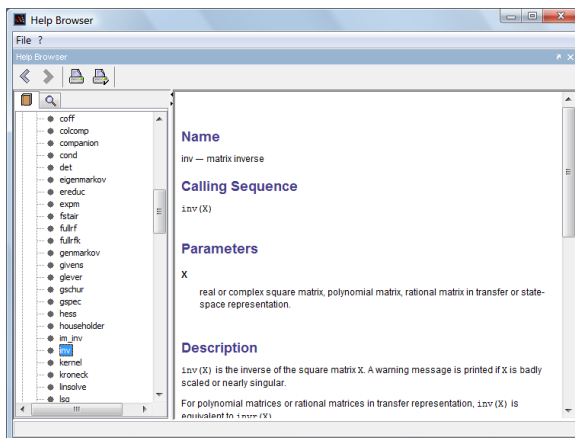 Help Browser
File ?
Help Browser
coff
colcomp
companion
cond
det
eigenmarkov
ereduc
expm
fstair
fullrf
fullrfk
genmarkov
givens
glever
gschur
gspec
hess
householder
im_inv
inv
kernel
kroneck
linsolve
lsq
Name
inv — matrix inverse
Calling Sequence
inv(X)
Parameters
X
real or complex square matrix, polynomial matrix, rational matrix in transfer or state-
space representation.
Description
inv(X) is the inverse of the square matrix X. A warning message is printed if X is badly
scaled or nearly singular.
For polynomial matrices or rational matrices in transfer representation, inv(X) is
equivalent to invr(X)